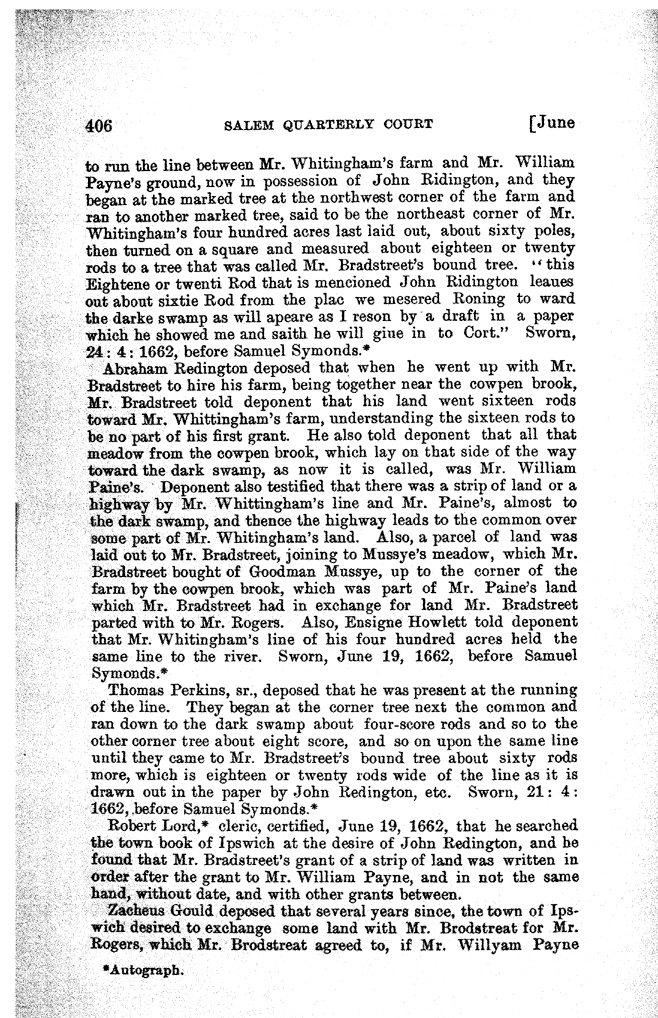 406 SALEM QUARTERLY COURT [June
to run the line between Mr. Whitingham's farm and Mr. William
Payne's ground, now in possession of John Ridington, and they
began at the marked tree at the northwest corner of the farm and
ran to another marked tree, said to be the northeast corner of Mr.
Whitingham's four hundred acres last laid out, about sixty poles,
then turned on a square and measured about eighteen or twenty
rods to a tree that was called Mr. Bradstreet's bound tree. "this
Eightene or twenti Rod that is mencioned John Ridington leaues
out about sixtie Rod from the plac we mesered Roning to ward
the darke swamp as will apeare as I reson by a draft in a paper
which he showed me and saith he will giue in to Cort." Sworn,
24: 4: 1662, before Samuel Symonds.*
Abraham Redington deposed that when he went up with Mr.
Bradstreet to hire his farm, being together near the cowpen brook,
Mr. Bradstreet told deponent that his land went sixteen rods
toward Mr. Whittingham's farm, understanding the sixteen rods to
be no part of his first grant. He also told deponent that all that
meadow from the cowpen brook, which lay on that side of the way
toward the dark swamp, as now it is called, was Mr. William
Paine's. Deponent also testified that there was a strip of land or a
highway by Mr. Whittingham's line and Mr. Paine's, almost to
the dark swamp, and thence the highway leads to the common over
some part of Mr. Whitingham's land. Also, a parcel of land was
laid out to Mr. Bradstreet, joining to Mussye's meadow, which Mr.
Bradstreet bought of Goodman Mussye, up to the corner of the
farm by the cowpen brook, which was part of Mr. Paine's land
which Mr. Bradstreet had in exchange for land Mr. Bradstreet
parted with to Mr. Rogers. Also, Ensigne Howlett told deponent
that Mr. Whitingham's line of his four hundred acres held the
same line to the river. Sworn, June 19, 1662, before Samuel
Symonds.*
Thomas Perkins, sr., deposed that he was present at the running
of the line. They began at the corner tree next the common and
ran down to the dark swamp about four-score rods and so to the
other corner tree about eight score, and so on upon the same line
until they came to Mr. Bradstreet's bound tree about sixty rods
more, which is eighteen or twenty rods wide of the line as it is
drawn out in the paper by John Redington, etc. Sworn, 21: 4:
1662, before Samuel Symonds.*
Robert Lord,* cleric, certified, June 19, 1662, that he searched
the town book of Ipswich at the desire of John Redington, and he
found that Mr. Bradstreet's grant of a strip of land was written in
order after the grant to Mr. William Payne, and in not the same
hand, without date, and with other grants between.
Zacheus Gould deposed that several years since, the town of Ips-
wich desired to exchange some land with Mr. Brodstreat for Mr.
Rogers, which Mr. Brodstreat agreed to, if Mr. Willyam Payne
*Autograph.